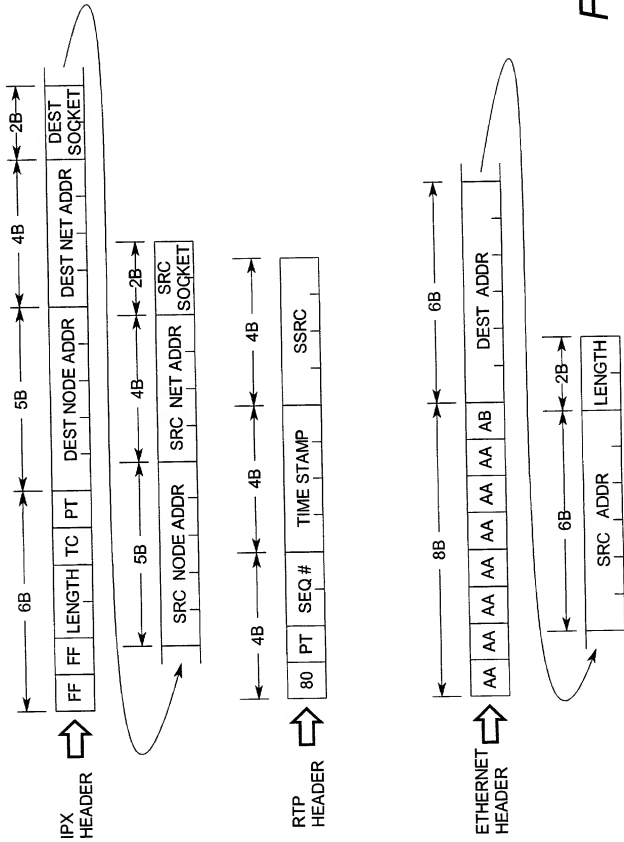 IPX
HEADER
6B
5B
4B
2B
FF FF LENGTH TC PT DEST NODE ADDR DEST NET ADDR DEST
SOCKET
5B
4B
2B
SRC NODE ADDR SRC NET ADDR SRC
SOCKET
RTP
HEADER
4B
4B
4B
80 PT SEQ # TIME STAMP SSRC
ETHERNET
HEADER
8B
6B
AA AA AA AA AA AA AA AB DEST ADDR
6B
2B
SRC ADDR LENGTH
F